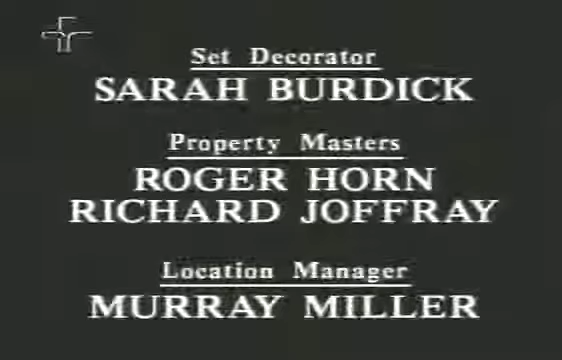 Set Decorator
SARAH BURDICK
Property Masters
ROGER HORN
RICHARD JOFFRAY
Location Manager
MURRAY MILLER